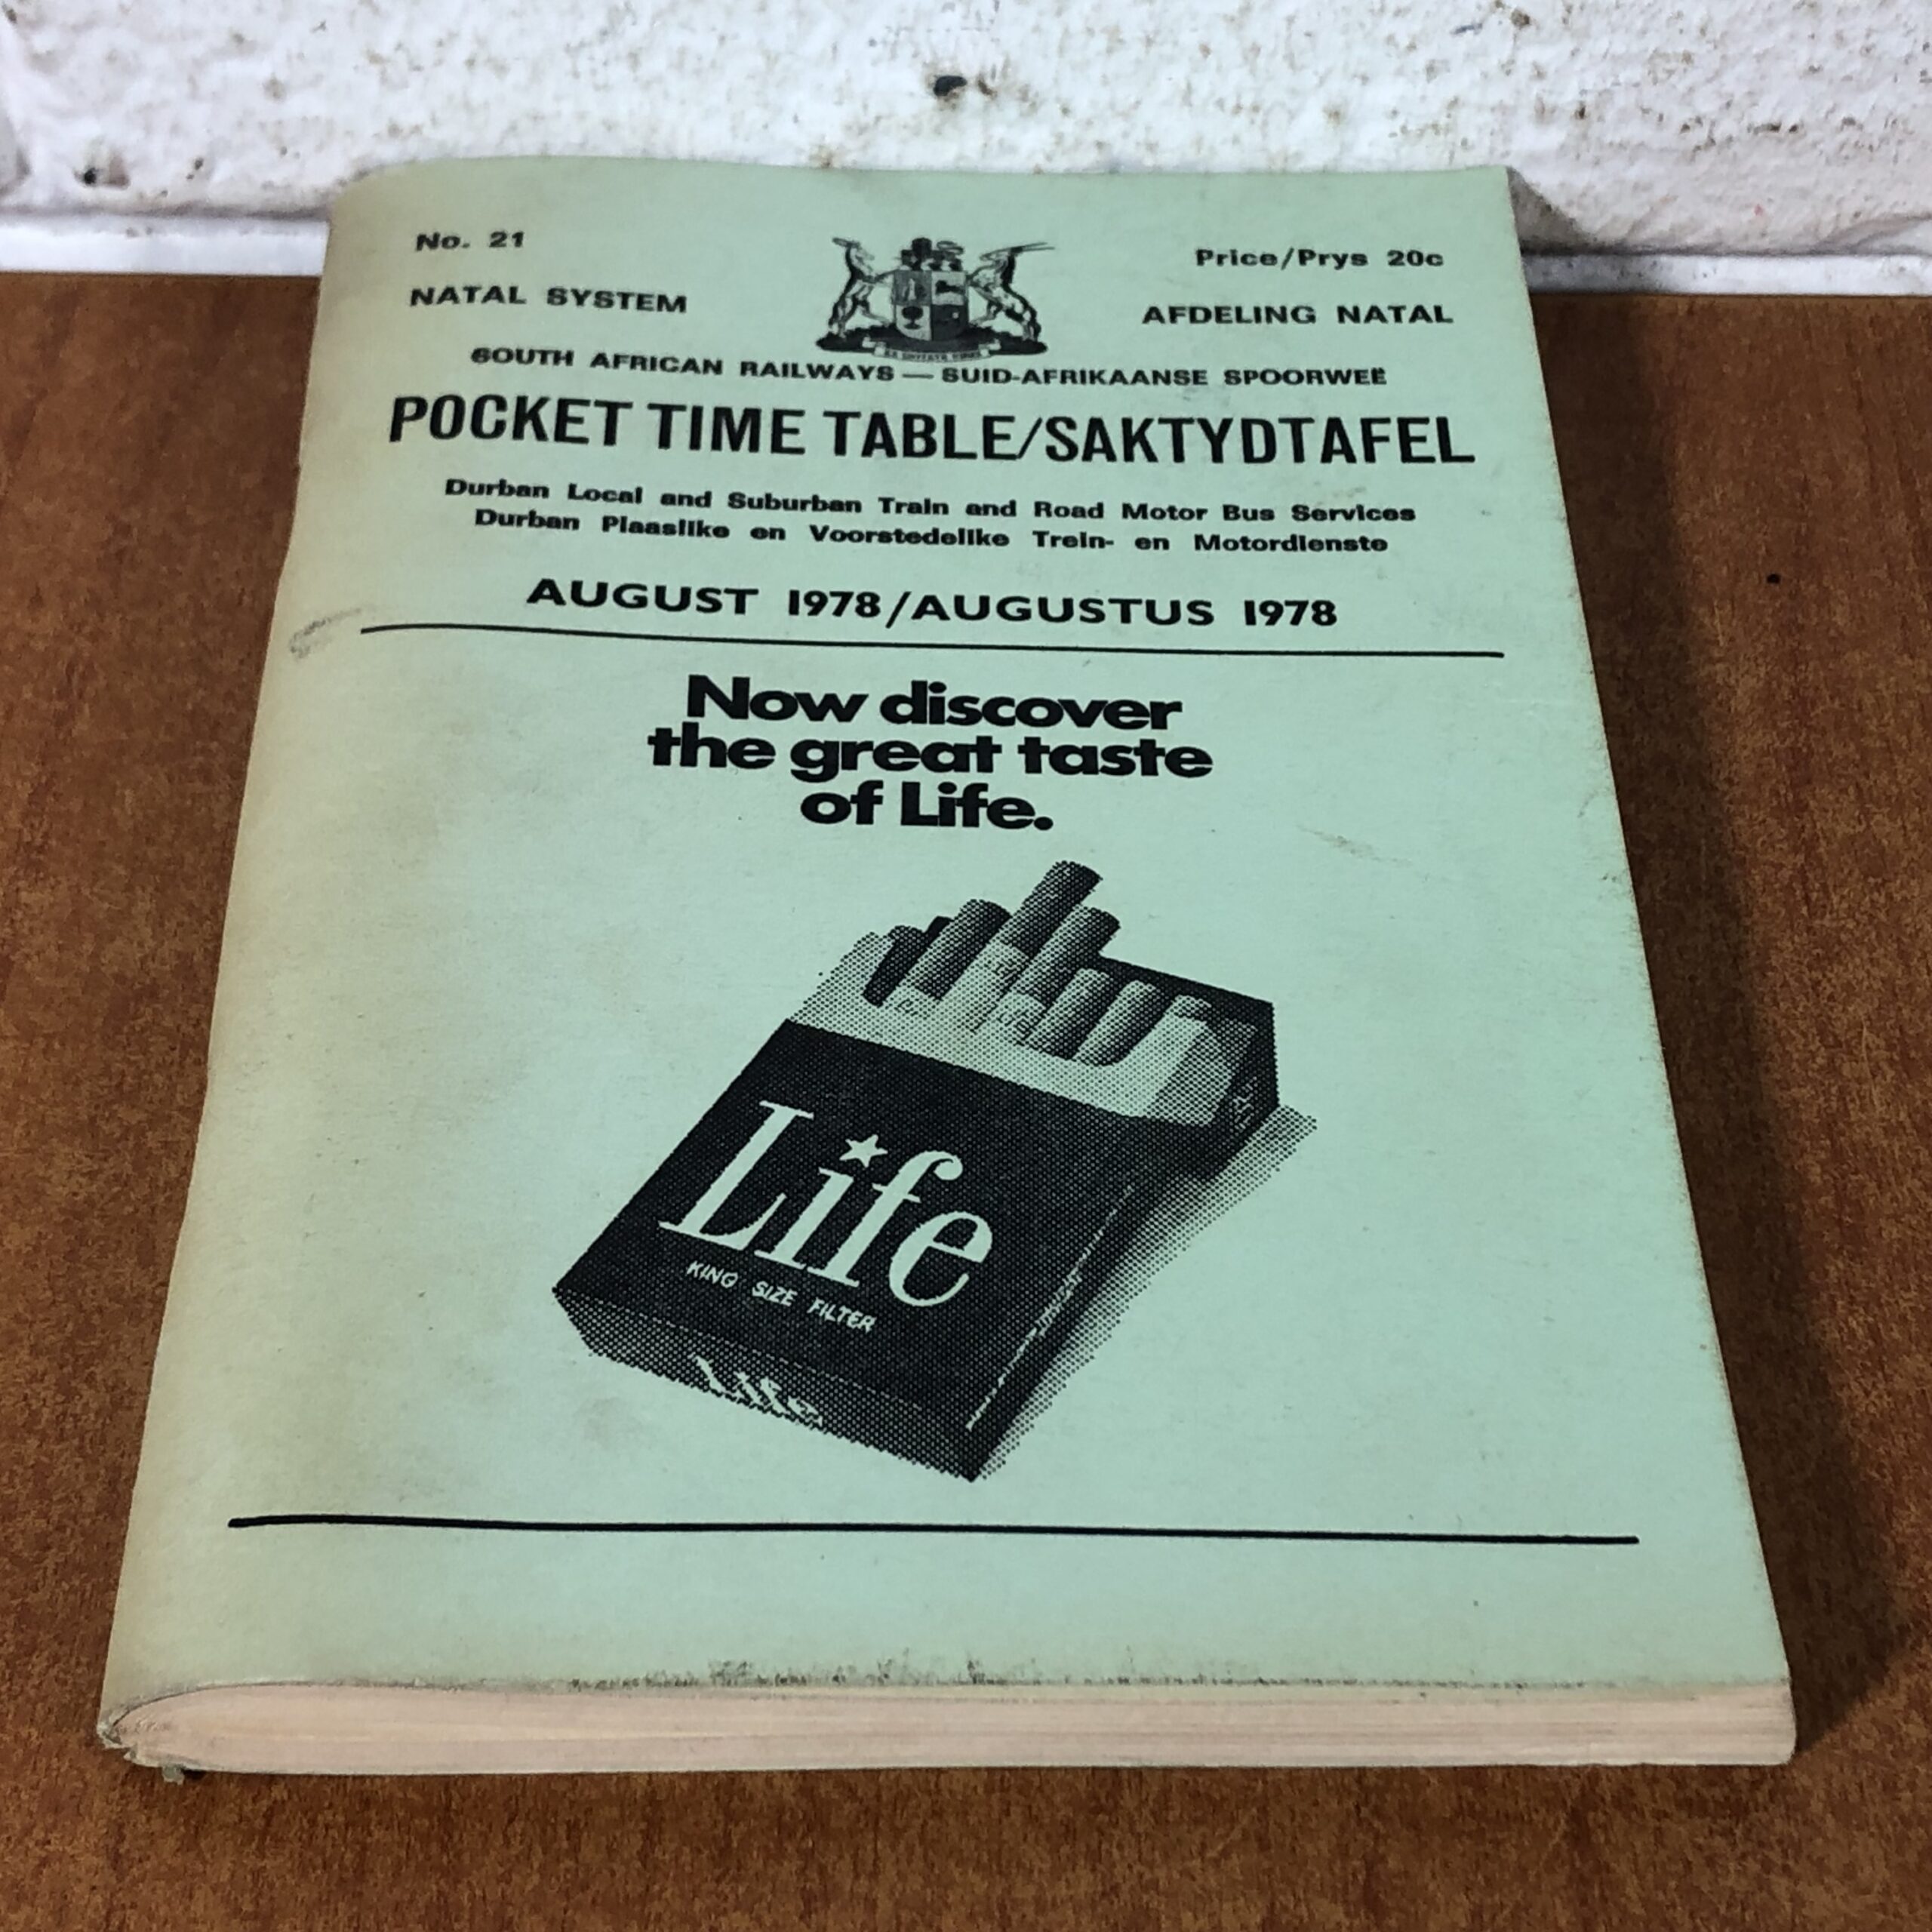 No. 21
Price/Prys 20c
NATAL SYSTEM
AFDELING NATAL
SOUTH AFRICAN RAILWAYS — SUID-AFRIKAANSE SPOORWEË
POCKET TIME TABLE/SAKTYDTAFEL
Durban Local and Suburban Train and Road Motor Bus Services
Durban Plaaslike en Voorstedelike Trein- en Motordienste
AUGUST 1978/AUGUSTUS 1978
Now discover
the great taste
of Life.
Life
KING SIZE FILTER